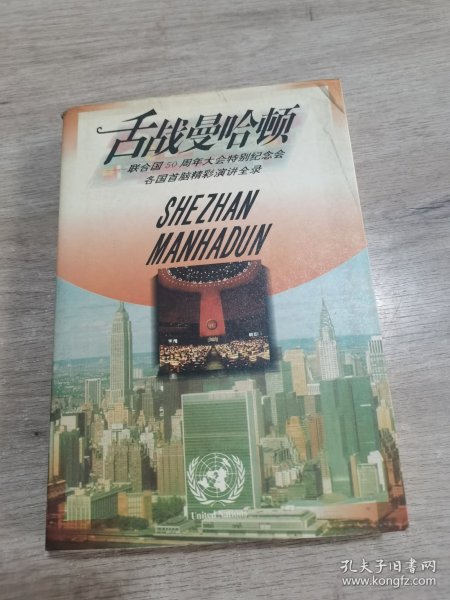 舌战曼哈顿
联合国50周年大会特别纪念会
各国首脑精彩演讲全录
SHEZHAN
MANHADUN
United Nations
孔夫子旧书网
www.kongfz.com